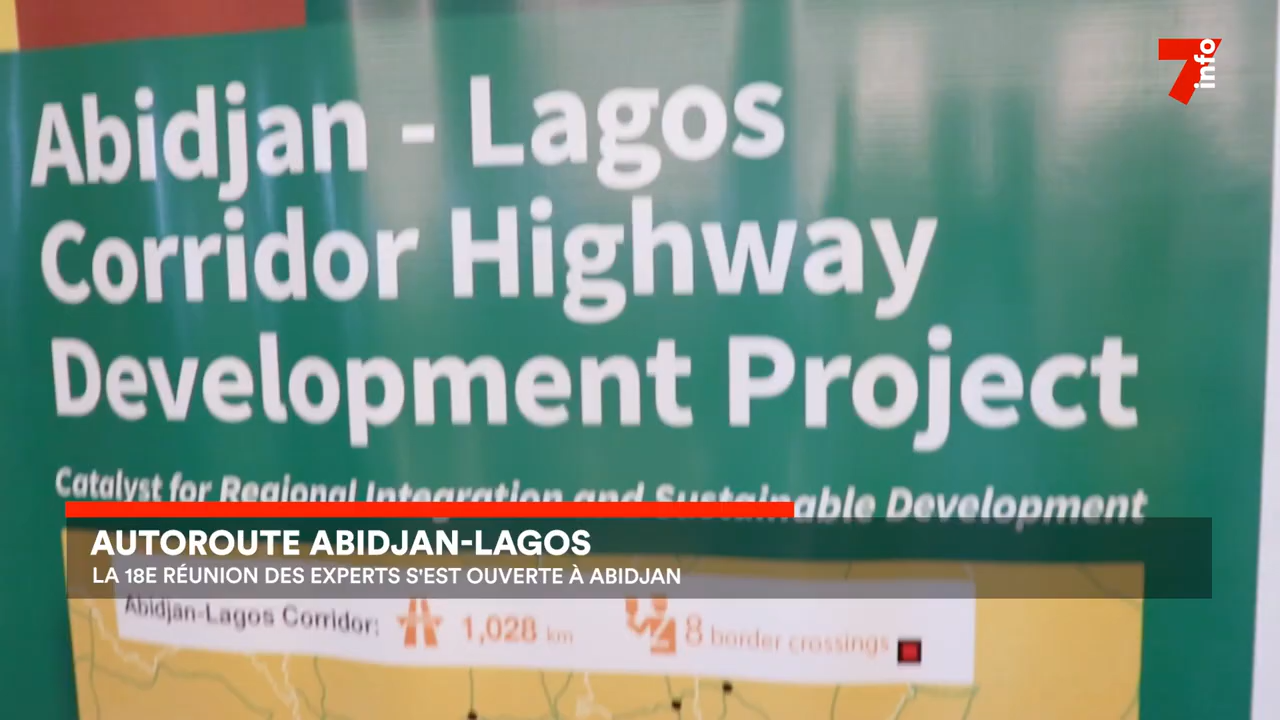 7 info
Abidjan - Lagos
Corridor Highway
Development Project
Catalyst for Regional Integration and Sustainable Development
AUTOROUTE ABIDJAN-LAGOS
LA 18E RÉUNION DES EXPERTS S'EST OUVERTE À ABIDJAN
Abidjan-Lagos Corridor: 1,028 km 8 border crossings